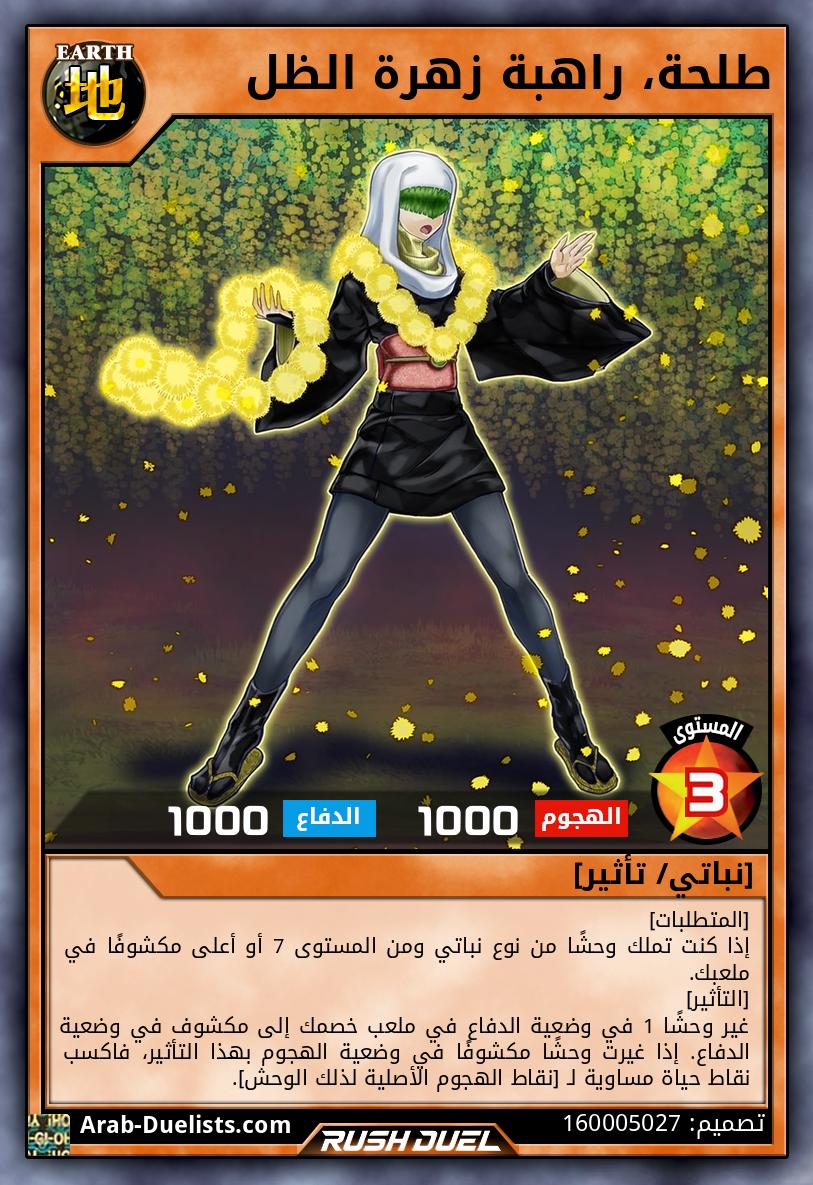 طلحة، راهبة زهرة الظل
EARTH
地
المستوى
3
الهجوم 1000 الدفاع 1000
[نباتي/ تأثير]
[المتطلبات]
إذا كنت تملك وحشًا من نوع نباتي ومن المستوى 7 أو أعلى مكشوفًا في
ملعبك.
[التأثير]
غير وحشًا 1 في وضعية الدفاع في ملعب خصمك إلى مكشوف في وضعية
الدفاع. إذا غيرت وحشًا مكشوفًا في وضعية الهجوم بهذا التأثير، فاكسب
نقاط حياة مساوية لـ [نقاط الهجوم الأصلية لذلك الوحش].
تصميم: 160005027
RUSH DUEL
Arab-Duelists.com